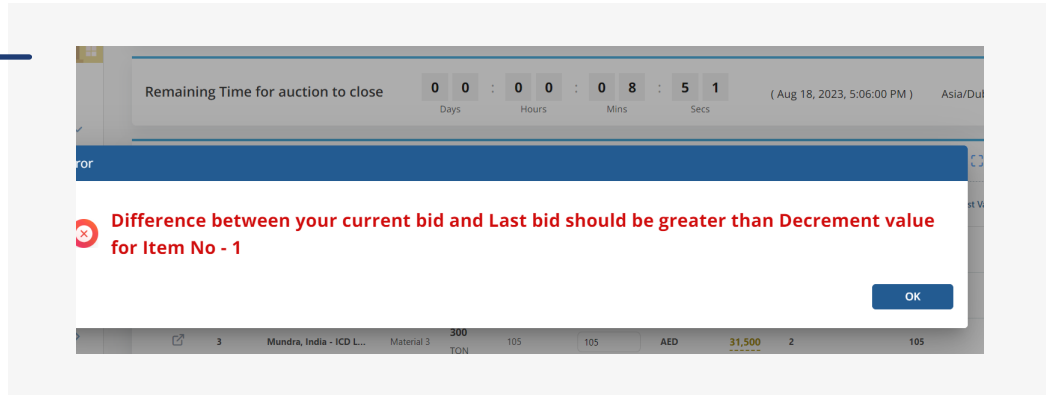 Remaining Time for auction to close
0 0 : 0 0 : 0 8 : 5 1
( Aug 18, 2023, 5:06:00 PM )
Days Hours Mins Secs
Difference between your current bid and Last bid should be greater than Decrement value
for Item No - 1
OK
3 Mundra, India - ICD L... Material 3 300 105 105 AED 31,500 2 105
TON